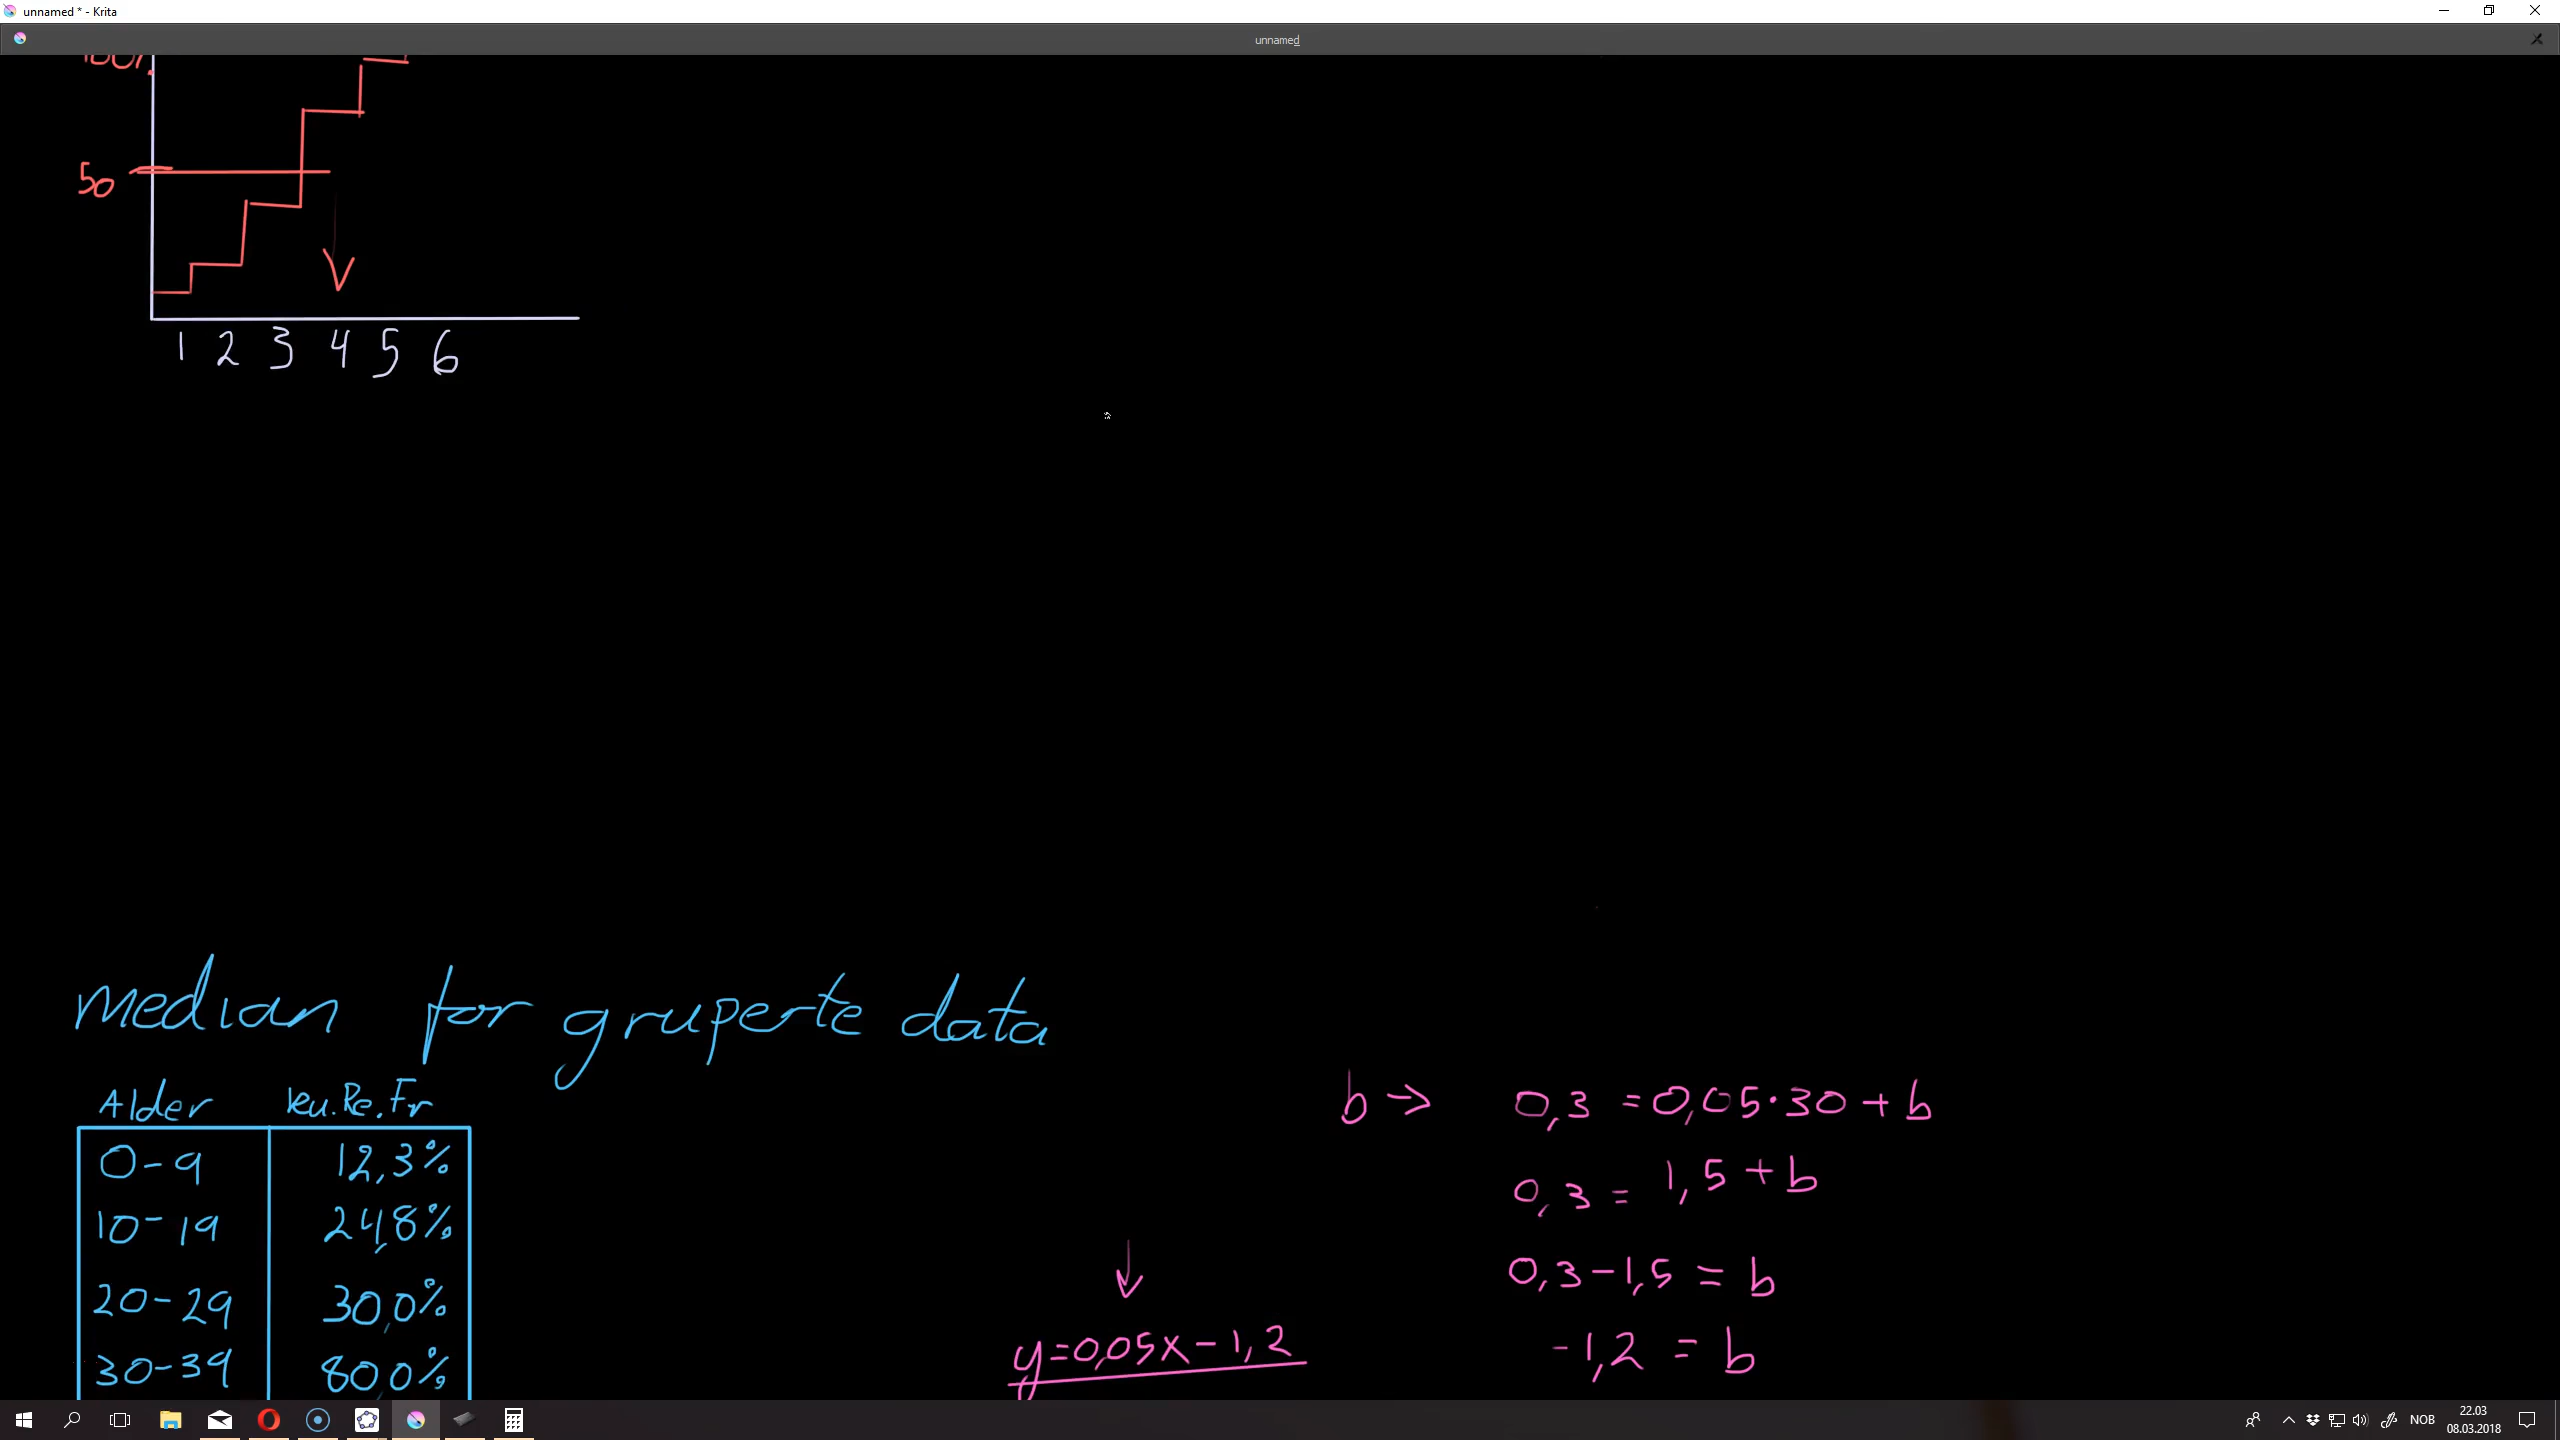 unnamed * - Krita
unnamed
50
1 2 3 4 5 6
median for gruperte data
Alder Ku.Re.Fr
0-9 12,3%
10-19 24,8%
20-29 30,0%
30-39 80,0%
b → 0,3 = 0,05·30 + b
0,3 = 1,5 + b
0,3 - 1,5 = b
-1,2 = b
y=0,05x - 1,2
NOB
22.03
08.03.2018